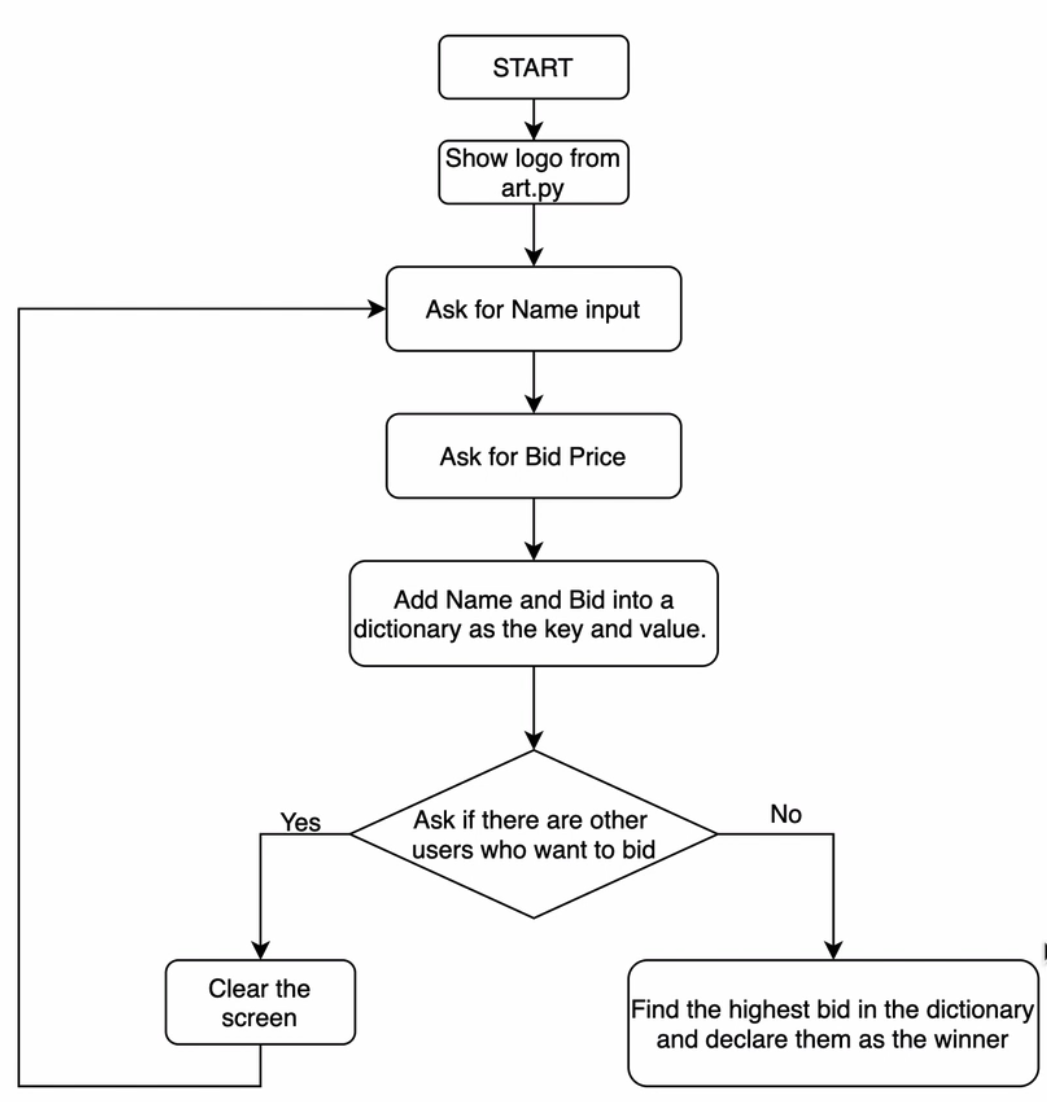 START
Show logo from
art.py
Ask for Name input
Ask for Bid Price
Add Name and Bid into a
dictionary as the key and value.
Ask if there are other
users who want to bid
Yes
No
Clear the
screen
Find the highest bid in the dictionary
and declare them as the winner